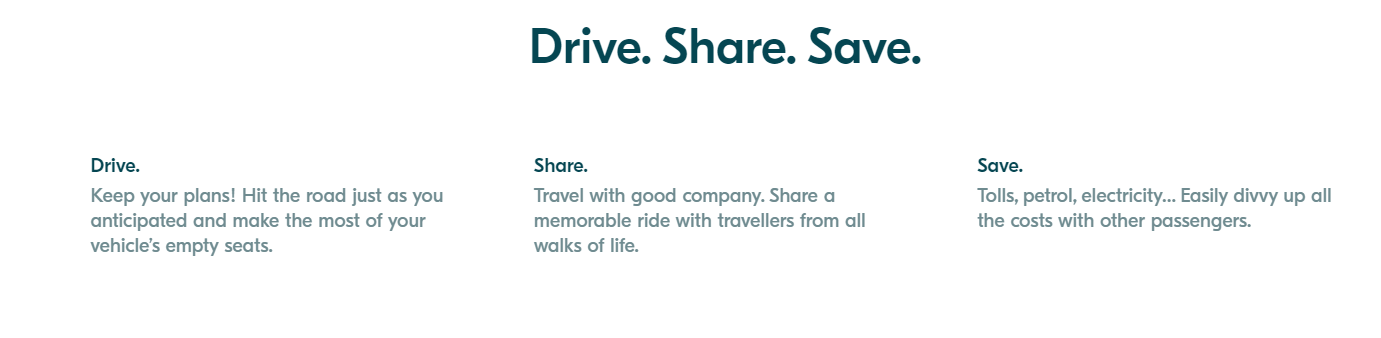 Drive. Share. Save.
Drive.
Keep your plans! Hit the road just as you
anticipated and make the most of your
vehicle’s empty seats.
Share.
Travel with good company. Share a
memorable ride with travellers from all
walks of life.
Save.
Tolls, petrol, electricity... Easily divvy up all
the costs with other passengers.